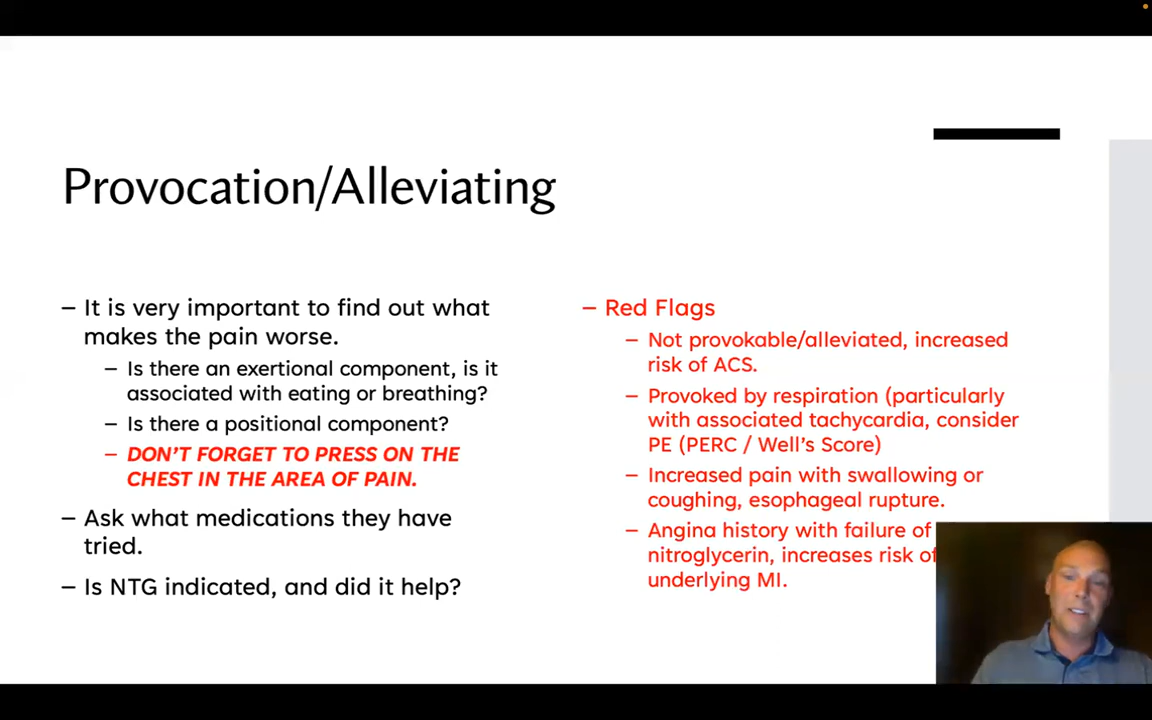 Provocation/Alleviating
– It is very important to find out what
makes the pain worse.
– Is there an exertional component, is it
associated with eating or breathing?
– Is there a positional component?
– DON'T FORGET TO PRESS ON THE
CHEST IN THE AREA OF PAIN.
– Ask what medications they have
tried.
– Is NTG indicated, and did it help?
– Red Flags
– Not provokable/alleviated, increased
risk of ACS.
– Provoked by respiration (particularly
with associated tachycardia, consider
PE (PERC / Well's Score)
– Increased pain with swallowing or
coughing, esophageal rupture.
– Angina history with failure of
nitroglycerin, increases risk of
underlying MI.